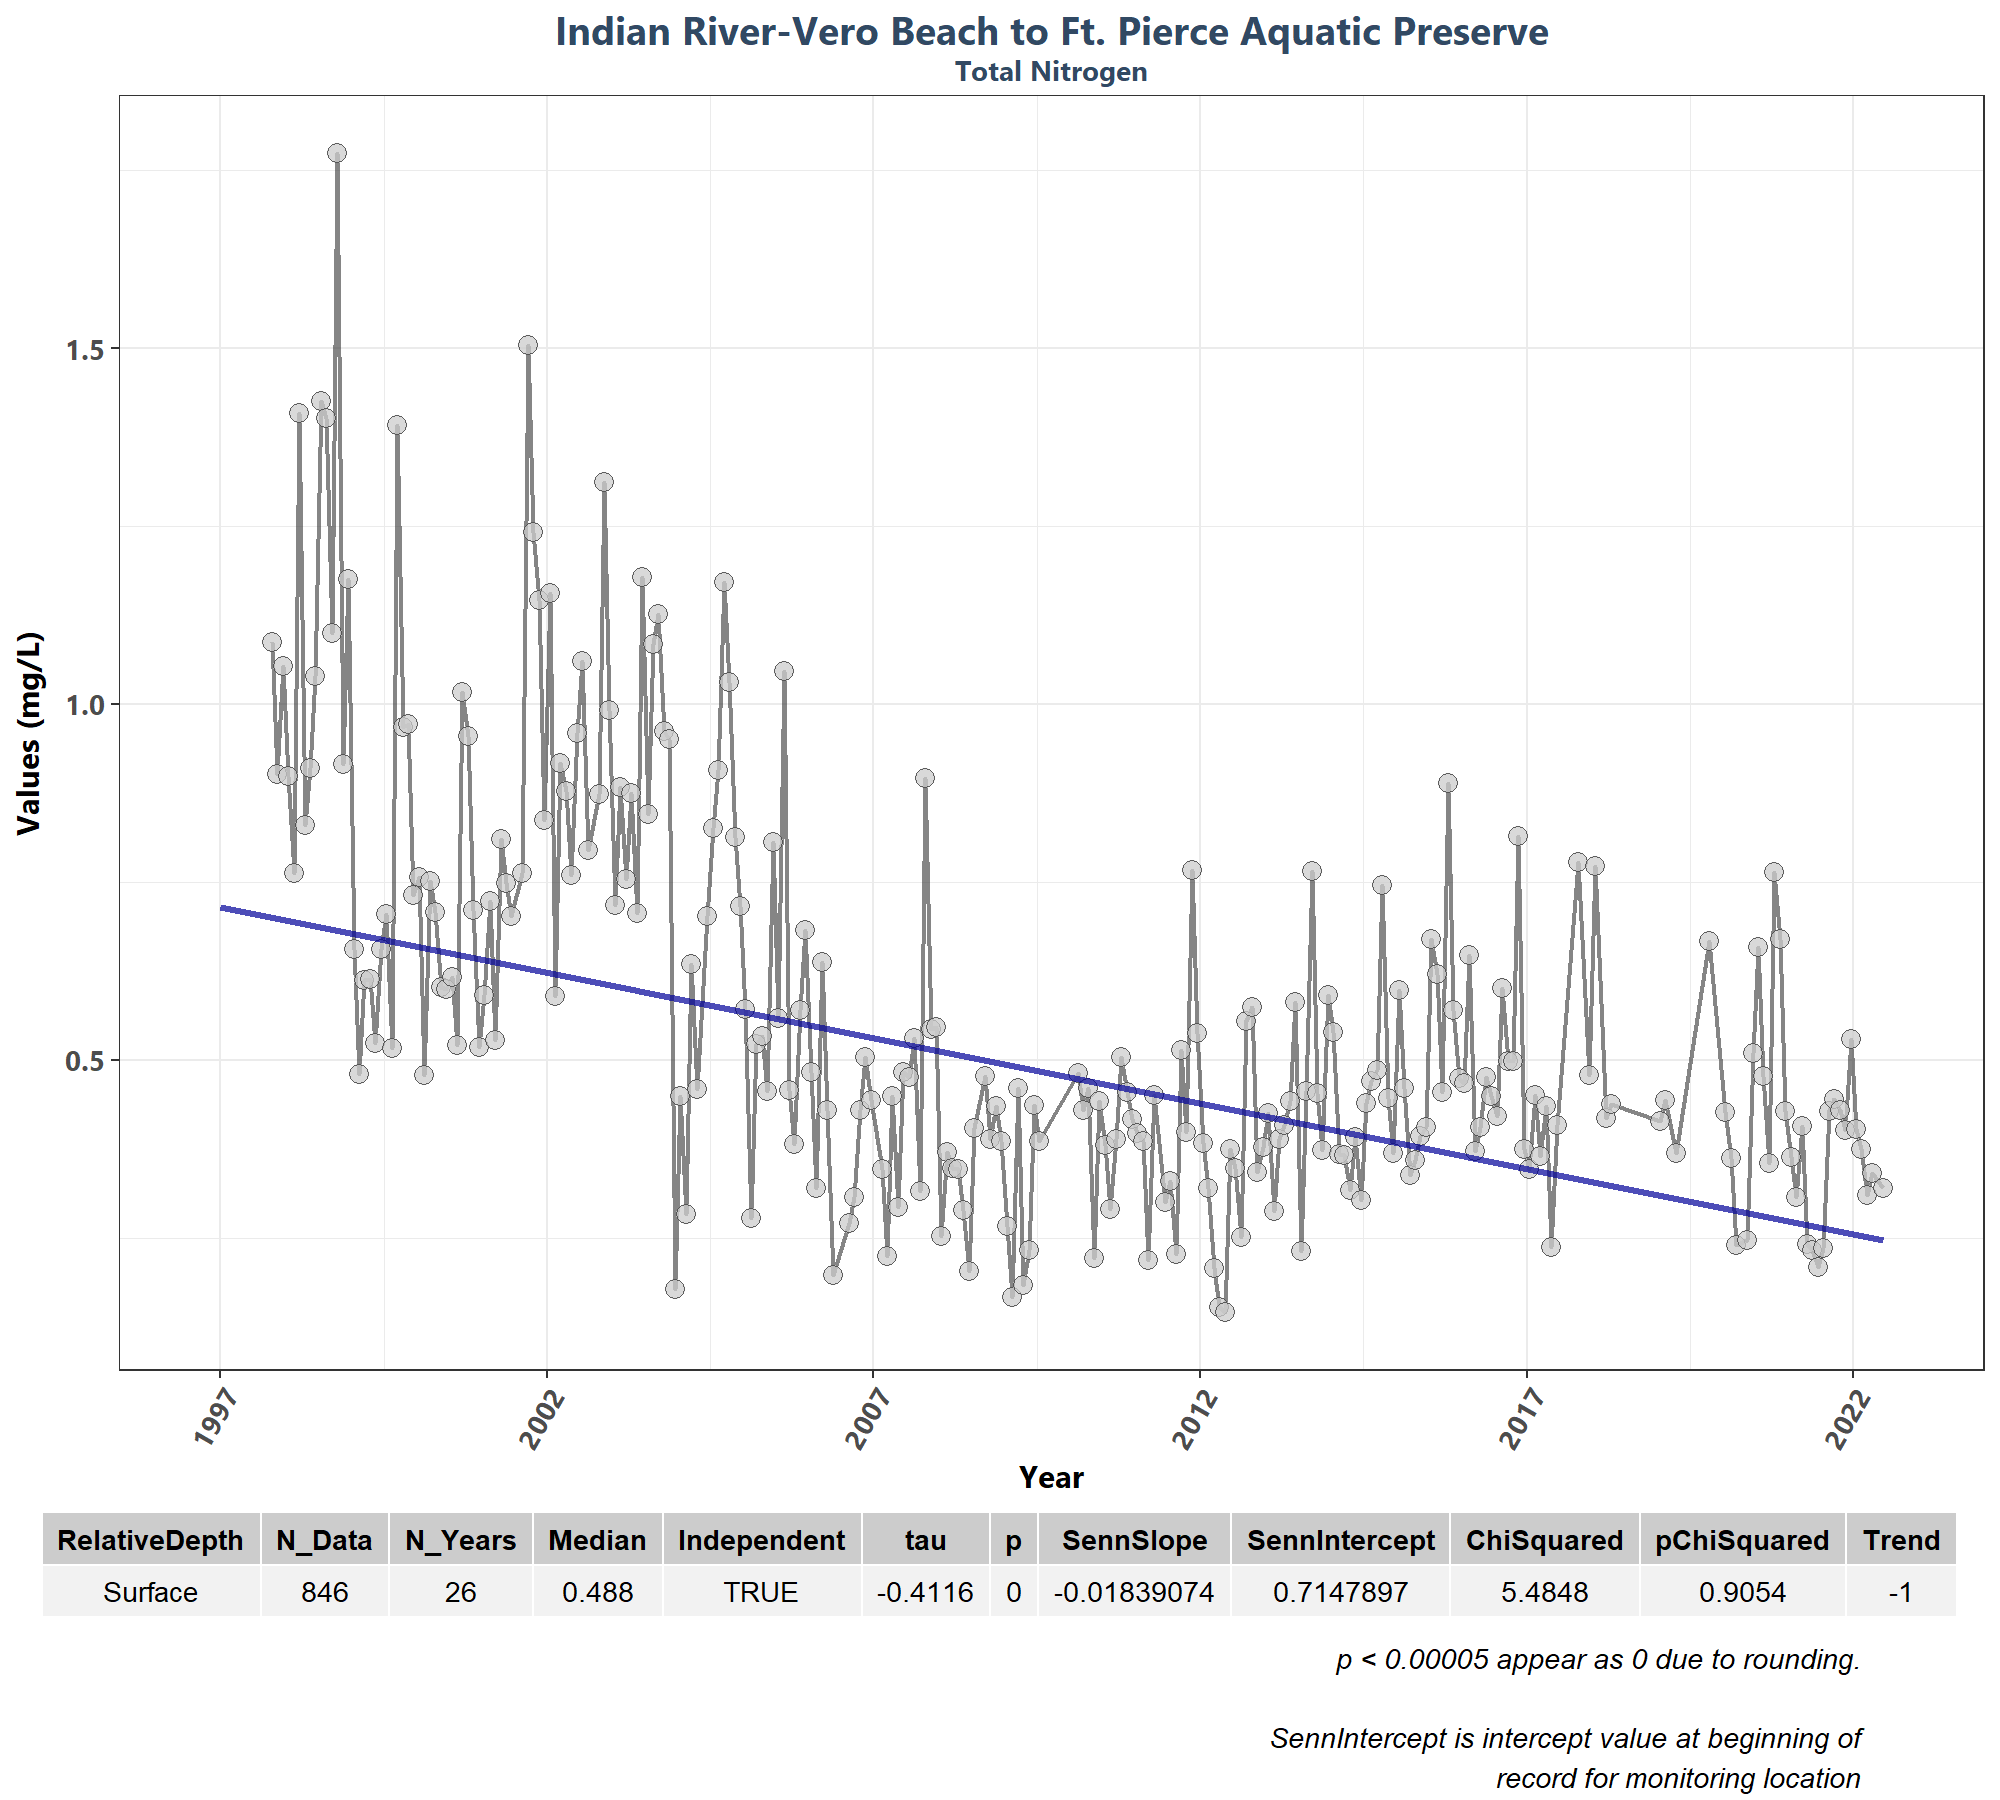 Indian River-Vero Beach to Ft. Pierce Aquatic Preserve
Total Nitrogen
Values (mg/L)
1.5
1.0
0.5
1997 2002 2007 2012 2017 2022
Year
RelativeDepth N_Data N_Years Median Independent tau p SennSlope SennIntercept ChiSquared pChiSquared Trend
Surface 846 26 0.488 TRUE -0.4116 0 -0.01839074 0.7147897 5.4848 0.9054 -1
p < 0.00005 appear as 0 due to rounding.
SennIntercept is intercept value at beginning of
record for monitoring location